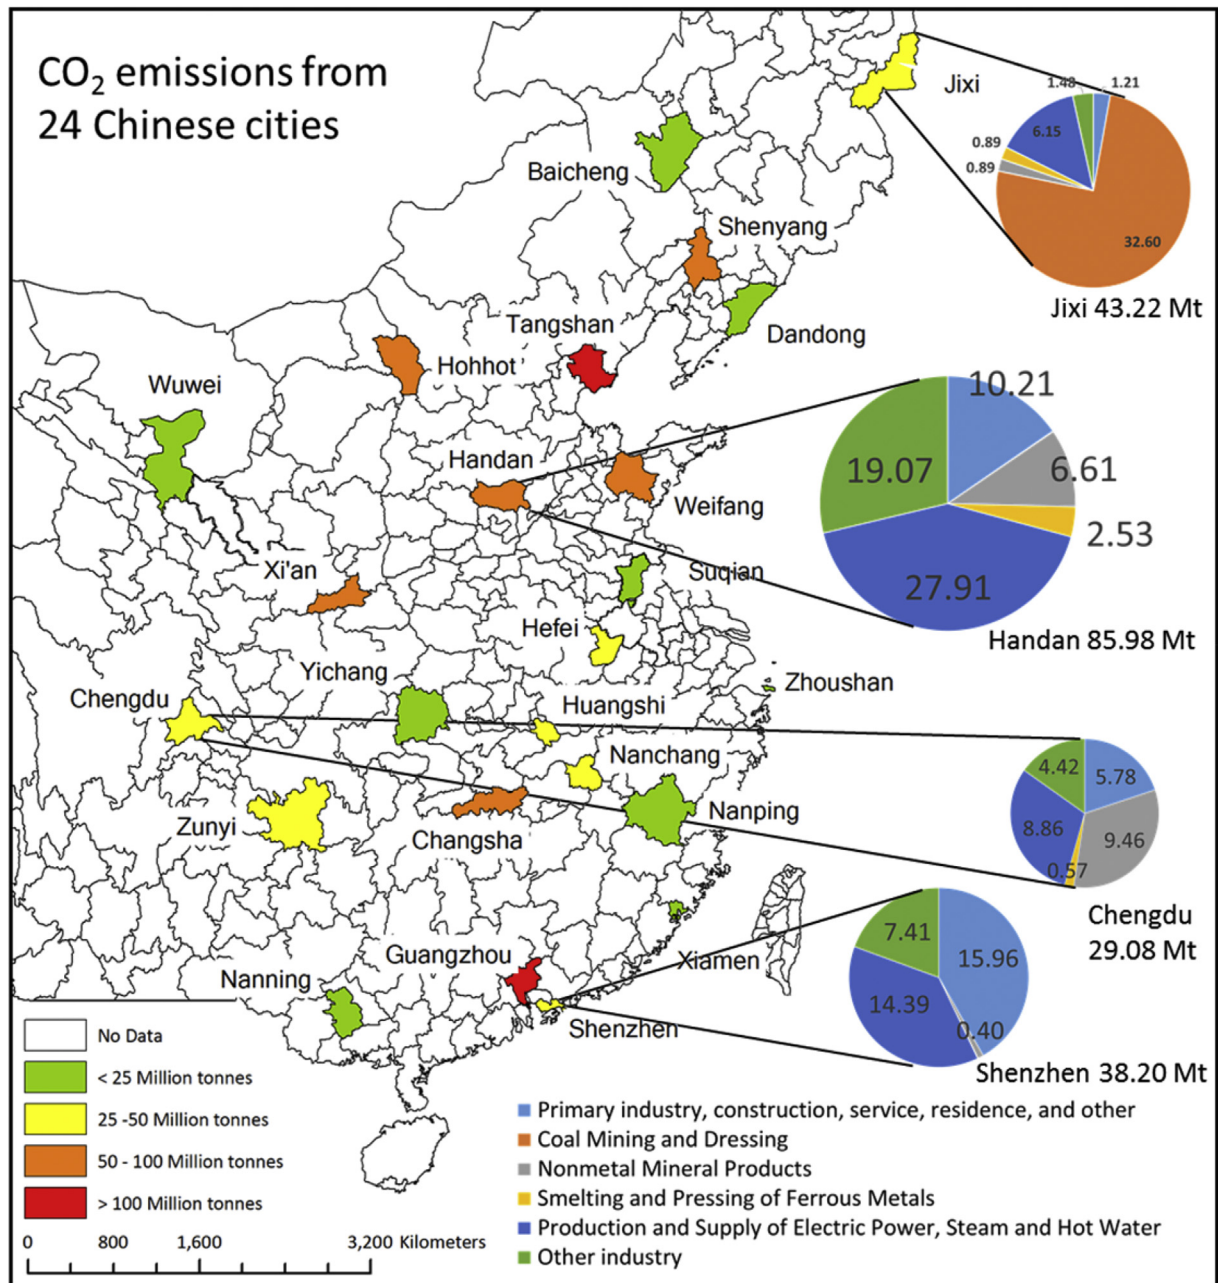 CO₂ emissions from
24 Chinese cities
Jixi
1.48
1.21
6.15
0.89
0.89
32.60
Jixi 43.22 Mt
Baicheng
Shenyang
Tangshan
Dandong
Hohhot
Wuwei
10.21
Handan
19.07
6.61
Weifang
2.53
27.91
Xi'an
Suqian
Hefei
Handan 85.98 Mt
Yichang
Zhoushan
Chengdu
Huangshi
Nanchang
4.42
5.78
Nanping
Zunyi
8.86
9.46
Changsha
0.57
Chengdu
29.08 Mt
Guangzhou
7.41
15.96
Xiamen
Nanning
14.39
0.40
Shenzhen
Shenzhen 38.20 Mt
No Data
< 25 Million tonnes
25 -50 Million tonnes
50 - 100 Million tonnes
> 100 Million tonnes
0 800 1,600 3,200 Kilometers
Primary industry, construction, service, residence, and other
Coal Mining and Dressing
Nonmetal Mineral Products
Smelting and Pressing of Ferrous Metals
Production and Supply of Electric Power, Steam and Hot Water
Other industry